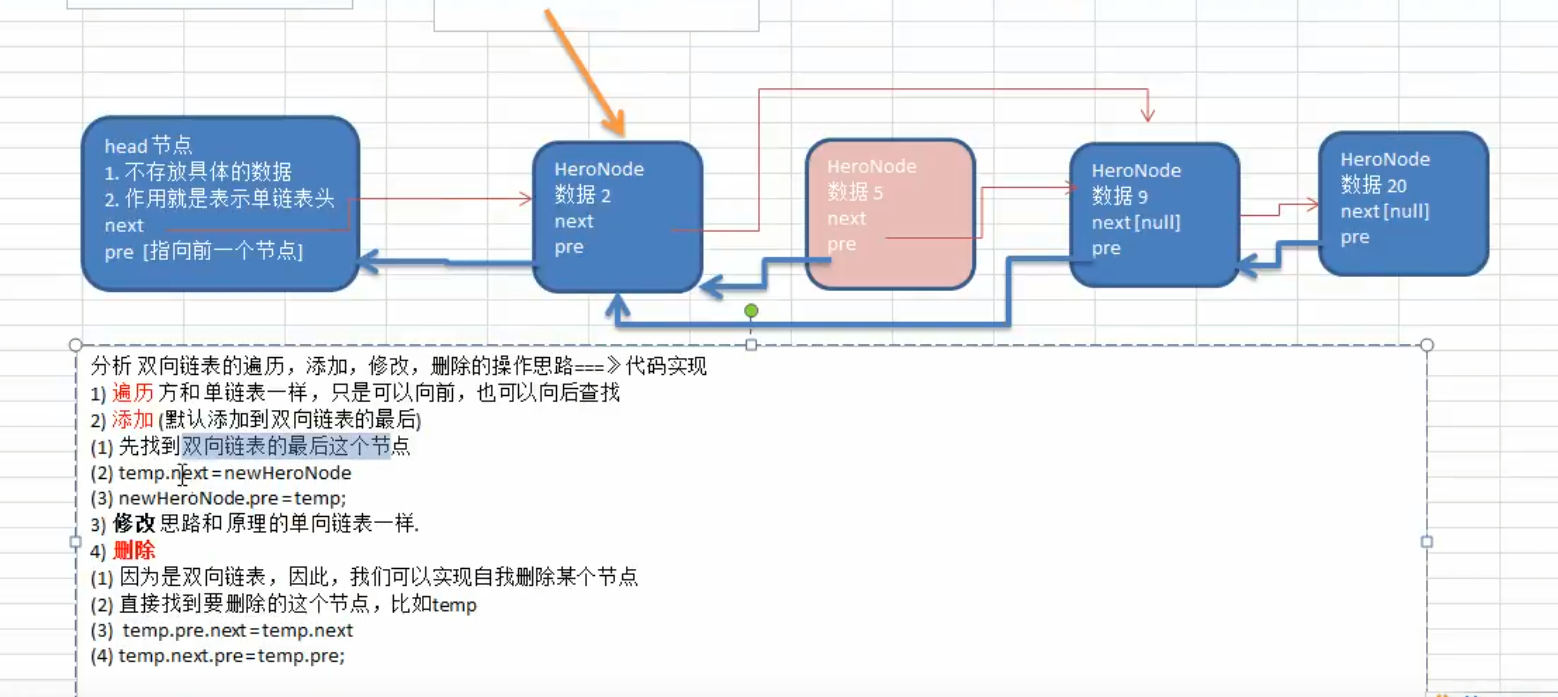 head 节点
1. 不存放具体的数据
2. 作用就是表示单链表头
next
pre [指向前一个节点]
HeroNode
数据 2
next
pre
HeroNode
数据 5
next
pre
HeroNode
数据 9
next [null]
pre
HeroNode
数据 20
next [null]
pre
分析 双向链表的遍历，添加，修改，删除的操作思路===》代码实现
1) 遍历 方和 单链表一样，只是可以向前，也可以向后查找
2) 添加 (默认添加到双向链表的最后)
(1) 先找到双向链表的最后这个节点
(2) temp.next = newHeroNode
(3) newHeroNode.pre = temp;
3) 修改 思路和 原理的单向链表一样.
4) 删除
(1) 因为是双向链表，因此，我们可以实现自我删除某个节点
(2) 直接找到要删除的这个节点，比如temp
(3) temp.pre.next = temp.next
(4) temp.next.pre = temp.pre;